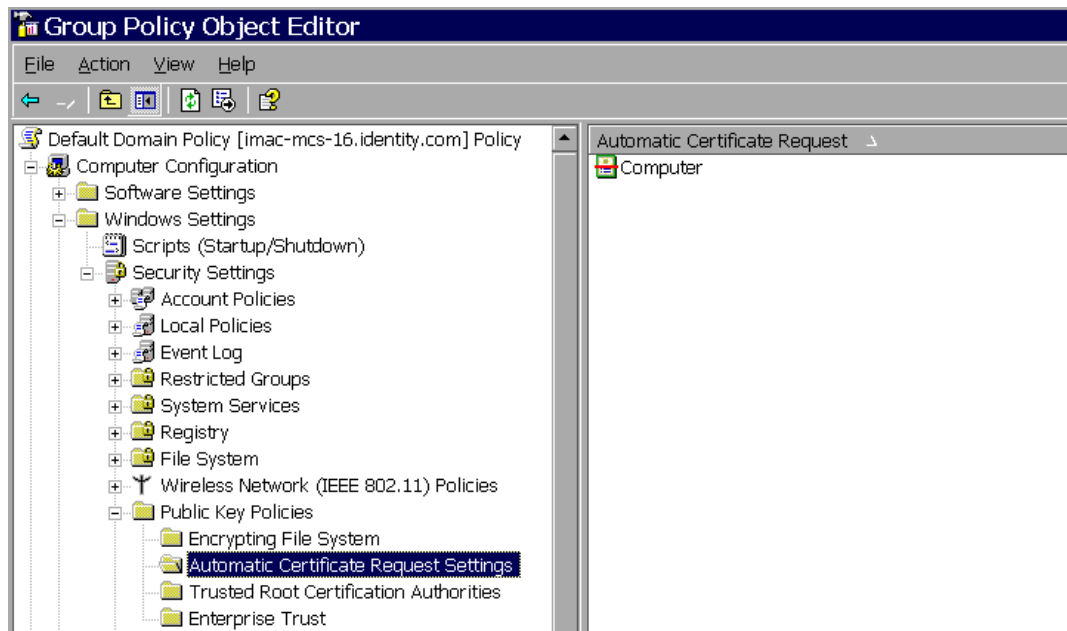 Group Policy Object Editor
File Action View Help
Default Domain Policy [imac-mcs-16.identity.com] Policy
Computer Configuration
Software Settings
Windows Settings
Scripts (Startup/Shutdown)
Security Settings
Account Policies
Local Policies
Event Log
Restricted Groups
System Services
Registry
File System
Wireless Network (IEEE 802.11) Policies
Public Key Policies
Encrypting File System
Automatic Certificate Request Settings
Trusted Root Certification Authorities
Enterprise Trust
Automatic Certificate Request
Computer